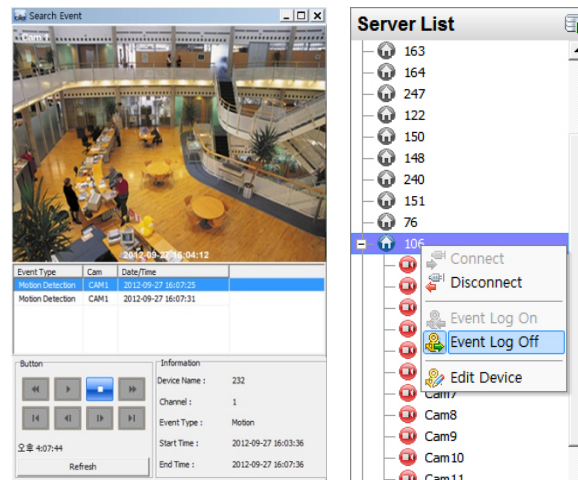 Search Event
Cam1
2012-09-27 16:04:12
Event Type Cam Date/Time
Motion Detection CAM1 2012-09-27 16:07:25
Motion Detection CAM1 2012-09-27 16:07:31
Button
오후 4:07:44
Refresh
Information
Device Name : 232
Channel : 1
Event Type : Motion
Start Time : 2012-09-27 16:03:36
End Time : 2012-09-27 16:07:36
Server List
163
164
247
122
150
148
240
151
76
106
Connect
Disconnect
Event Log On
Event Log Off
Edit Device
Cam7
Cam8
Cam9
Cam10
Cam11